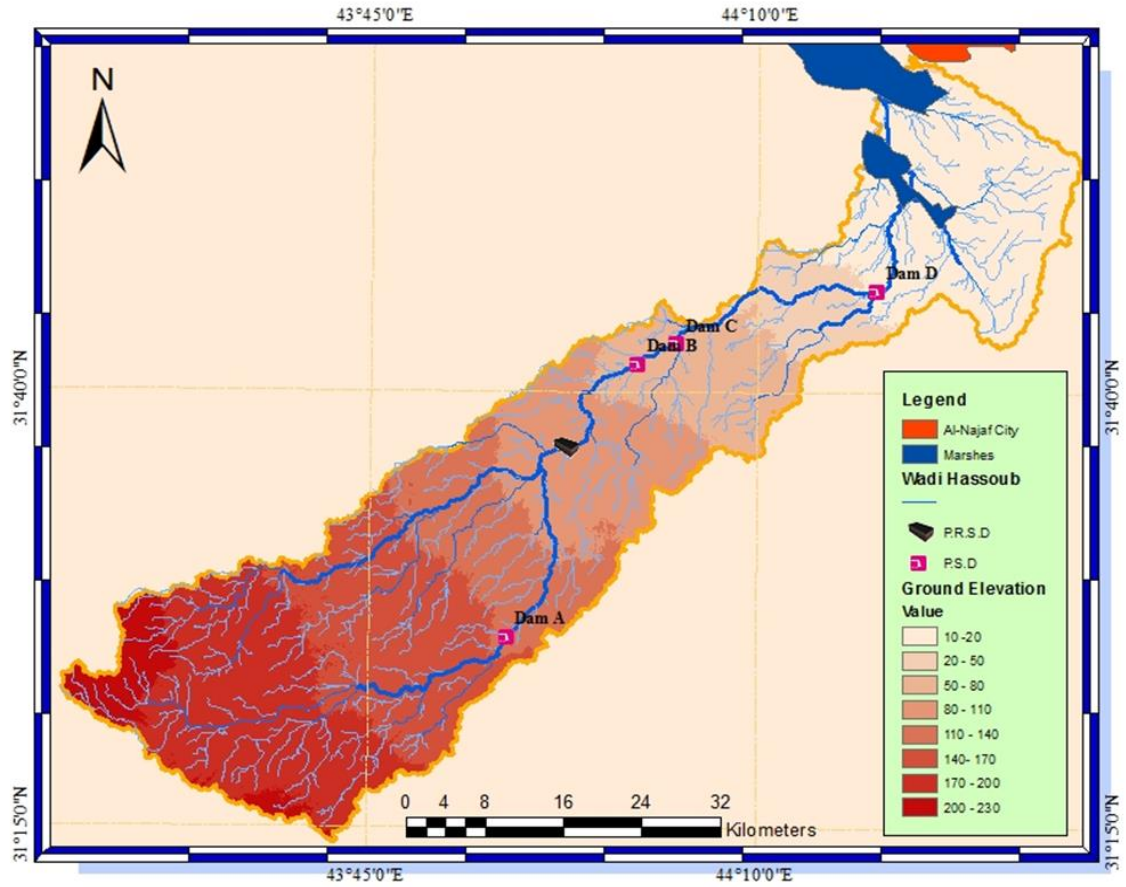 43°45'0"E 44°10'0"E
N
Dam D
Dam C
Dam B
31°40'0"N 31°40'0"N
Legend
Al-Najaf City
Marshes
Wadi Hassoub
P.R.S.D
P.S.D
Ground Elevation
Value
10 -20
20 - 50
50 - 80
80 - 110
110 - 140
140- 170
170 - 200
200 - 230
Dam A
0 4 8 16 24 32
Kilometers
31°15'0"N 31°15'0"N
43°45'0"E 44°10'0"E